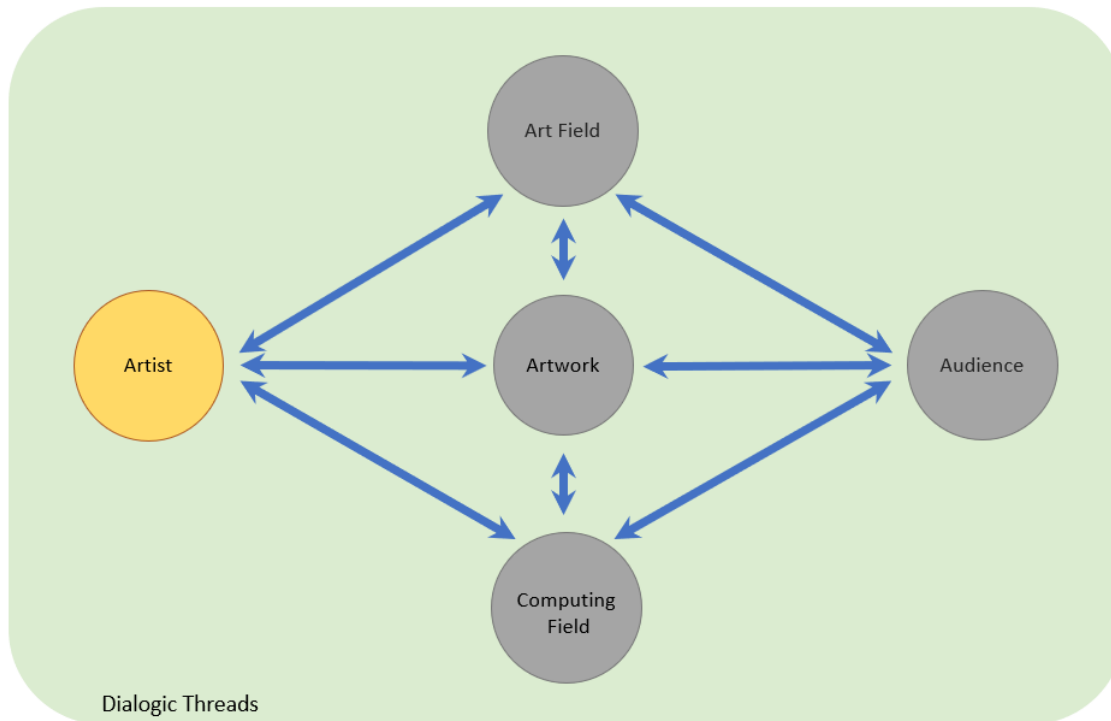 Art Field
Artist
Artwork
Audience
Computing
Field
Dialogic Threads